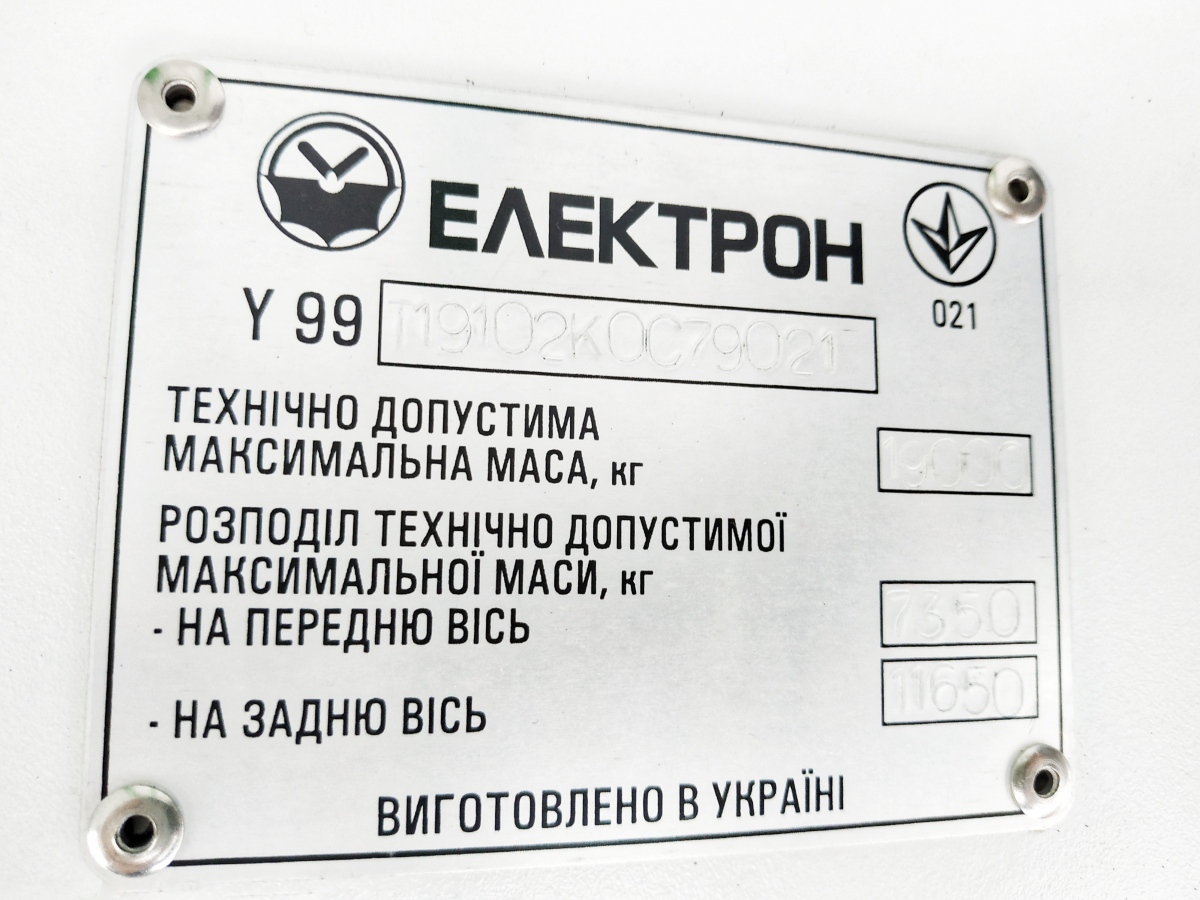 ЕЛЕКТРОН
021
Y 99 T19102K0C79021
ТЕХНІЧНО ДОПУСТИМА
МАКСИМАЛЬНА МАСА, кг 19000
РОЗПОДІЛ ТЕХНІЧНО ДОПУСТИМОЇ
МАКСИМАЛЬНОЇ МАСИ, кг
- НА ПЕРЕДНЮ ВІСЬ 7350
- НА ЗАДНЮ ВІСЬ 11650
ВИГОТОВЛЕНО В УКРАЇНІ